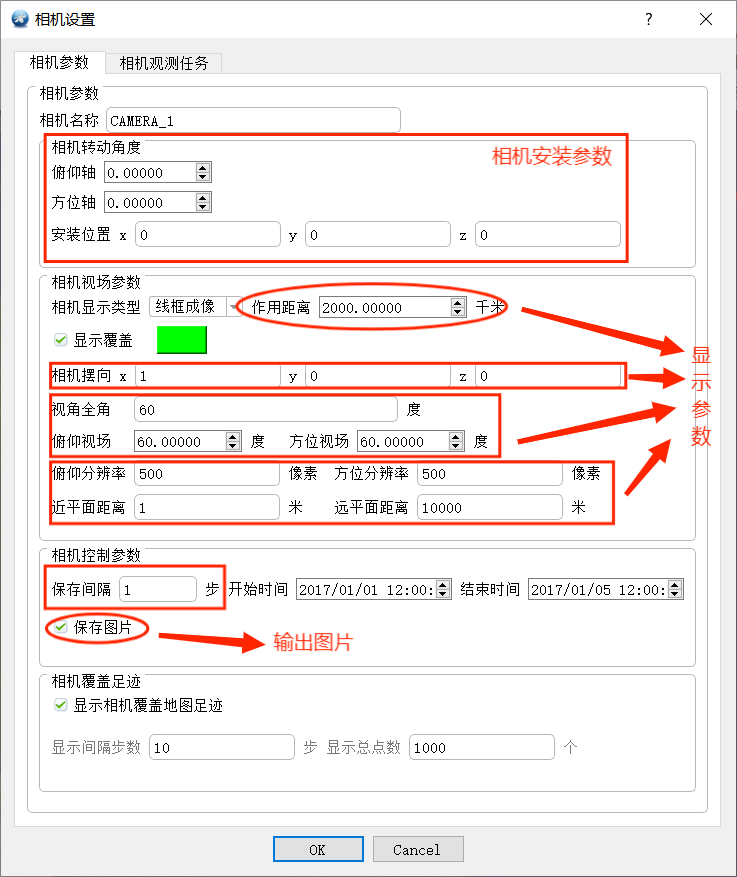 相机设置 ?
相机参数 相机观测任务
相机参数
相机名称 CAMERA_1
相机转动角度
相机安装参数
俯仰轴 0.00000
方位轴 0.00000
安装位置 x 0 y 0 z 0
相机视场参数
相机显示类型 线框成像 作用距离 2000.00000 千米
显示覆盖
显示参数
相机摆向 x 1 y 0 z 0
视角全角 60 度
俯仰视场 60.00000 度 方位视场 60.00000 度
俯仰分辨率 500 像素 方位分辨率 500 像素
近平面距离 1 米 远平面距离 10000 米
相机控制参数
保存间隔 1 步 开始时间 2017/01/01 12:00: 结束时间 2017/01/05 12:00:
保存图片
输出图片
相机覆盖足迹
显示相机覆盖地图足迹
显示间隔步数 10 步 显示总点数 1000 个
OK Cancel